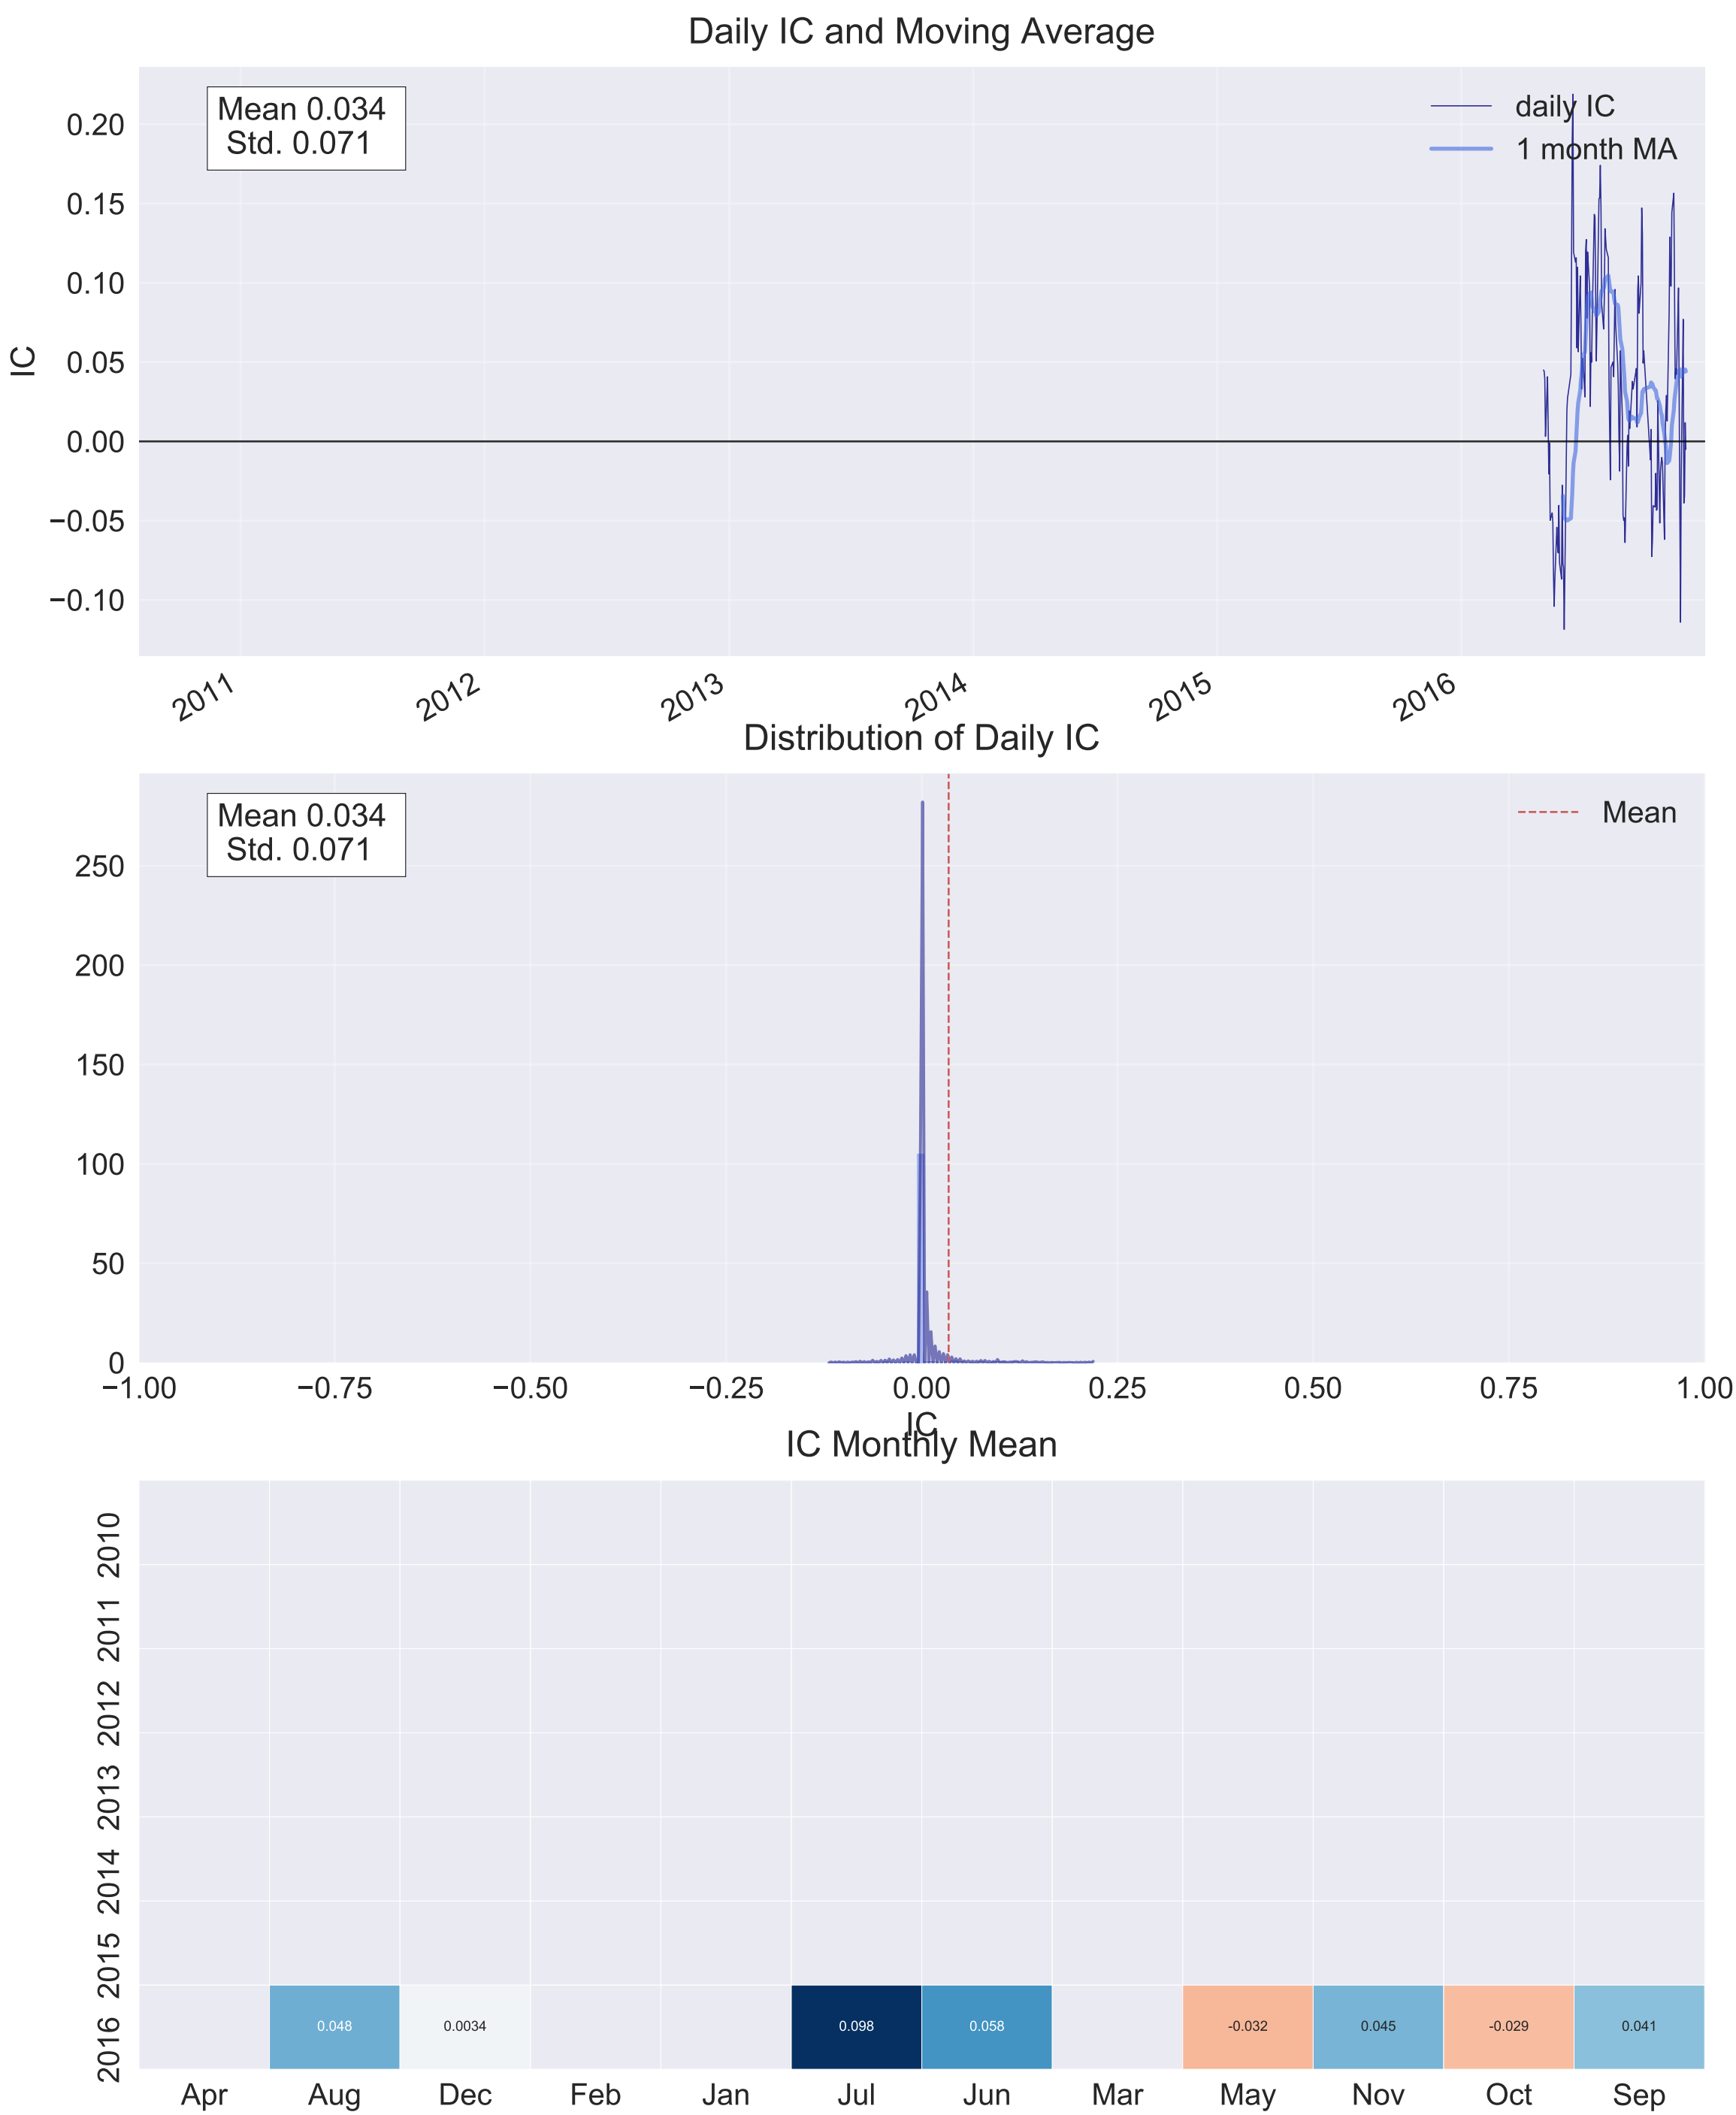 Daily IC and Moving Average
Mean 0.034
Std. 0.071
daily IC
1 month MA
IC
0.20
0.15
0.10
0.05
0.00
−0.05
−0.10
2011
2012
2013
2014
2015
2016
Distribution of Daily IC
Mean 0.034
Std. 0.071
Mean
250
200
150
100
50
0
−1.00 −0.75 −0.50 −0.25 0.00 0.25 0.50 0.75 1.00
IC
IC Monthly Mean
2010
2011
2012
2013
2014
2015
2016
0.048 0.0034 0.098 0.058 -0.032 0.045 -0.029 0.041
Apr Aug Dec Feb Jan Jul Jun Mar May Nov Oct Sep